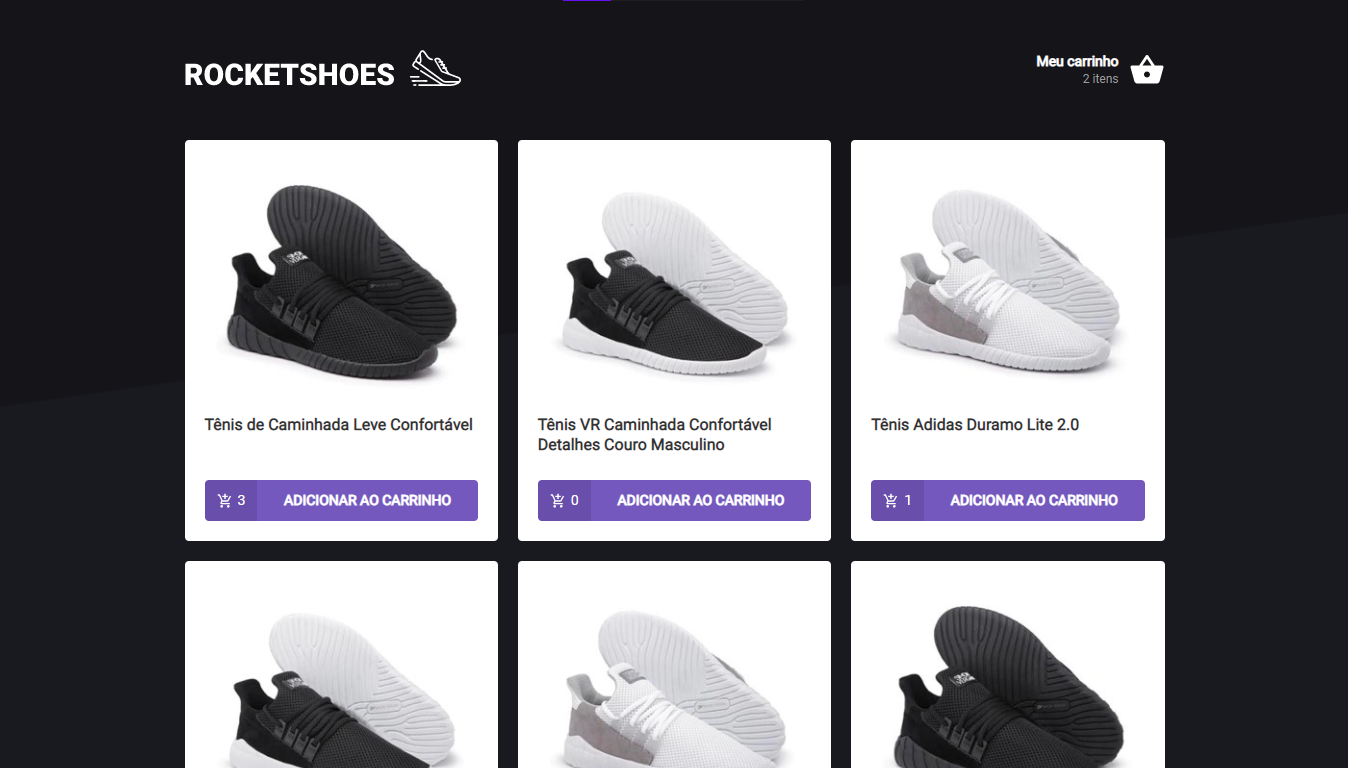 ROCKETSHOES
Meu carrinho
2 itens
Tênis de Caminhada Leve Confortável
Tênis VR Caminhada Confortável
Detalhes Couro Masculino
Tênis Adidas Duramo Lite 2.0
3 ADICIONAR AO CARRINHO
0 ADICIONAR AO CARRINHO
1 ADICIONAR AO CARRINHO